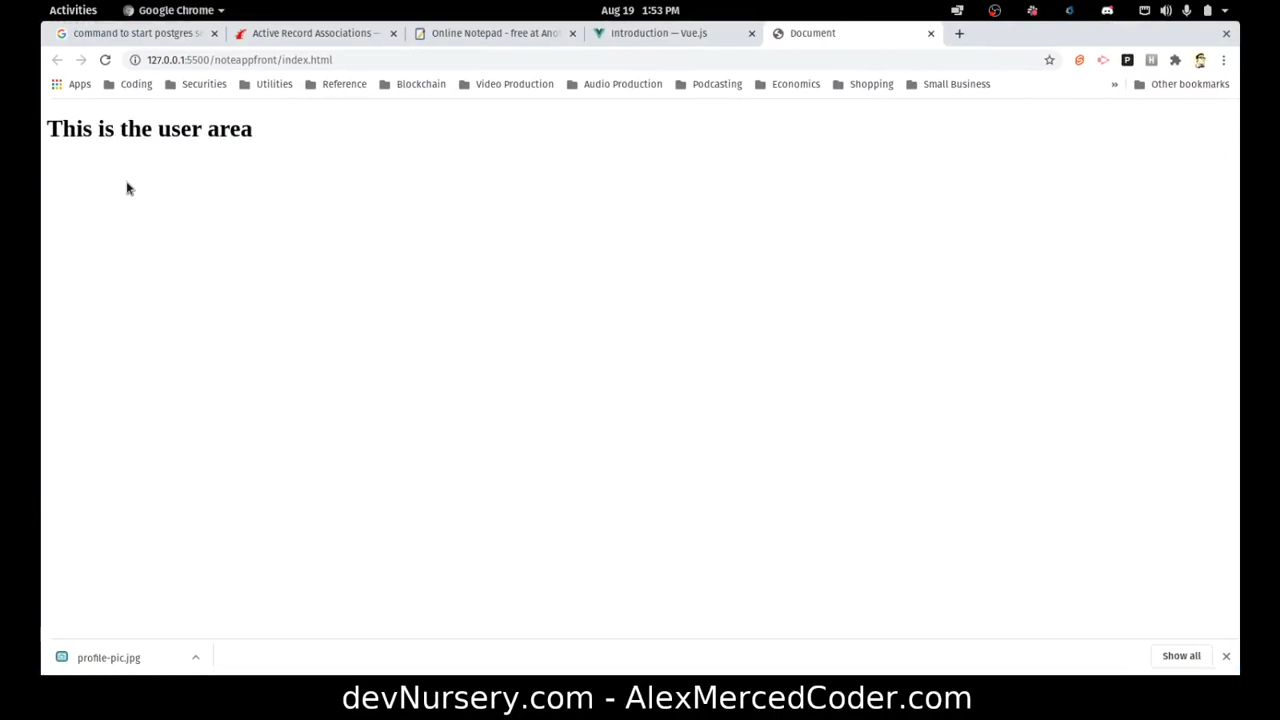 Activities Google Chrome Aug 19 1:53 PM
command to start postgres s Active Record Associations — Online Notepad - free at Ano Introduction — Vue.js Document
127.0.0.1:5500/noteappfront/index.html
Apps Coding Securities Utilities Reference Blockchain Video Production Audio Production Podcasting Economics Shopping Small Business » Other bookmarks
This is the user area
profile-pic.jpg Show all
devNursery.com - AlexMercedCoder.com